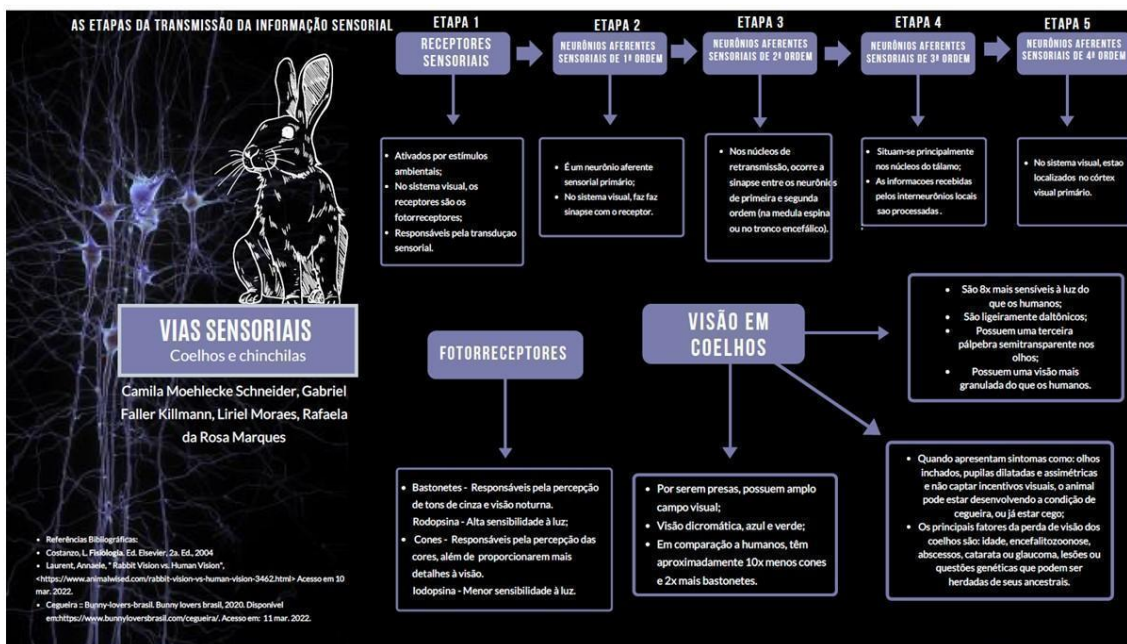 AS ETAPAS DA TRANSMISSÃO DA INFORMAÇÃO SENSORIAL
ETAPA 1
RECEPTORES
SENSORIAIS
ETAPA 2
NEURÔNIOS AFERENTES
SENSORIAIS DE 1ª ORDEM
ETAPA 3
NEURÔNIOS AFERENTES
SENSORIAIS DE 2ª ORDEM
ETAPA 4
NEURÔNIOS AFERENTES
SENSORIAIS DE 3ª ORDEM
ETAPA 5
NEURÔNIOS AFERENTES
SENSORIAIS DE 4ª ORDEM
• Ativados por estímulos
ambientais;
• No sistema visual, os
receptores são os
fotorreceptores;
• Responsáveis pela transduçao
sensorial.
• É um neurônio aferente
sensorial primário;
• No sistema visual, faz faz
sinapse com o receptor.
• Nos núcleos de
retransmissão, ocorre a
sinapse entre os neurônios
de primeira e segunda
ordem (na medula espina
ou no tronco encefálico).
• Situam-se principalmente
nos núcleos do tálamo;
• As informacoes recebidas
pelos interneurônios locais
sao processadas .
• No sistema visual, estao
localizados no córtex
visual primário.
VIAS SENSORIAIS
Coelhos e chinchilas
Camila Moehlecke Schneider, Gabriel
Faller Killmann, Liriel Moraes, Rafaela
da Rosa Marques
• Referências Bibliográficas:
• Costanzo, L. Fisiologia. Ed. Elsevier, 2a. Ed., 2004
• Laurent, Annaele, " Rabbit Vision vs. Human Vision",
<https://www.animalwised.com/rabbit-vision-vs-human-vision-3462.html> Acesso em 10
mar. 2022.
• Cegueira :: Bunny-lovers-brasil. Bunny lovers brasil, 2020. Disponível
em:https://www.bunnyloversbrasil.com/cegueira/. Acesso em: 11 mar. 2022.
FOTORRECEPTORES
• Bastonetes - Responsáveis pela percepção
de tons de cinza e visão noturna.
Rodopsina - Alta sensibilidade à luz;
• Cones - Responsáveis pela percepção das
cores, além de proporcionarem mais
detalhes à visão.
Iodopsina - Menor sensibilidade à luz.
VISÃO EM
COELHOS
• São 8x mais sensíveis à luz do
que os humanos;
• São ligeiramente daltônicos;
• Possuem uma terceira
pálpebra semitransparente nos
olhos;
• Possuem uma visão mais
granulada do que os humanos.
• Por serem presas, possuem amplo
campo visual;
• Visão dicromática, azul e verde;
• Em comparação a humanos, têm
aproximadamente 10x menos cones
e 2x mais bastonetes.
• Quando apresentam sintomas como: olhos
inchados, pupilas dilatadas e assimétricas
e não captar incentivos visuais, o animal
pode estar desenvolvendo a condição de
cegueira, ou já estar cego;
• Os principais fatores da perda de visão dos
coelhos são: idade, encefalitozoonose,
abscessos, catarata ou glaucoma, lesões ou
questões genéticas que podem ser
herdadas de seus ancestrais.